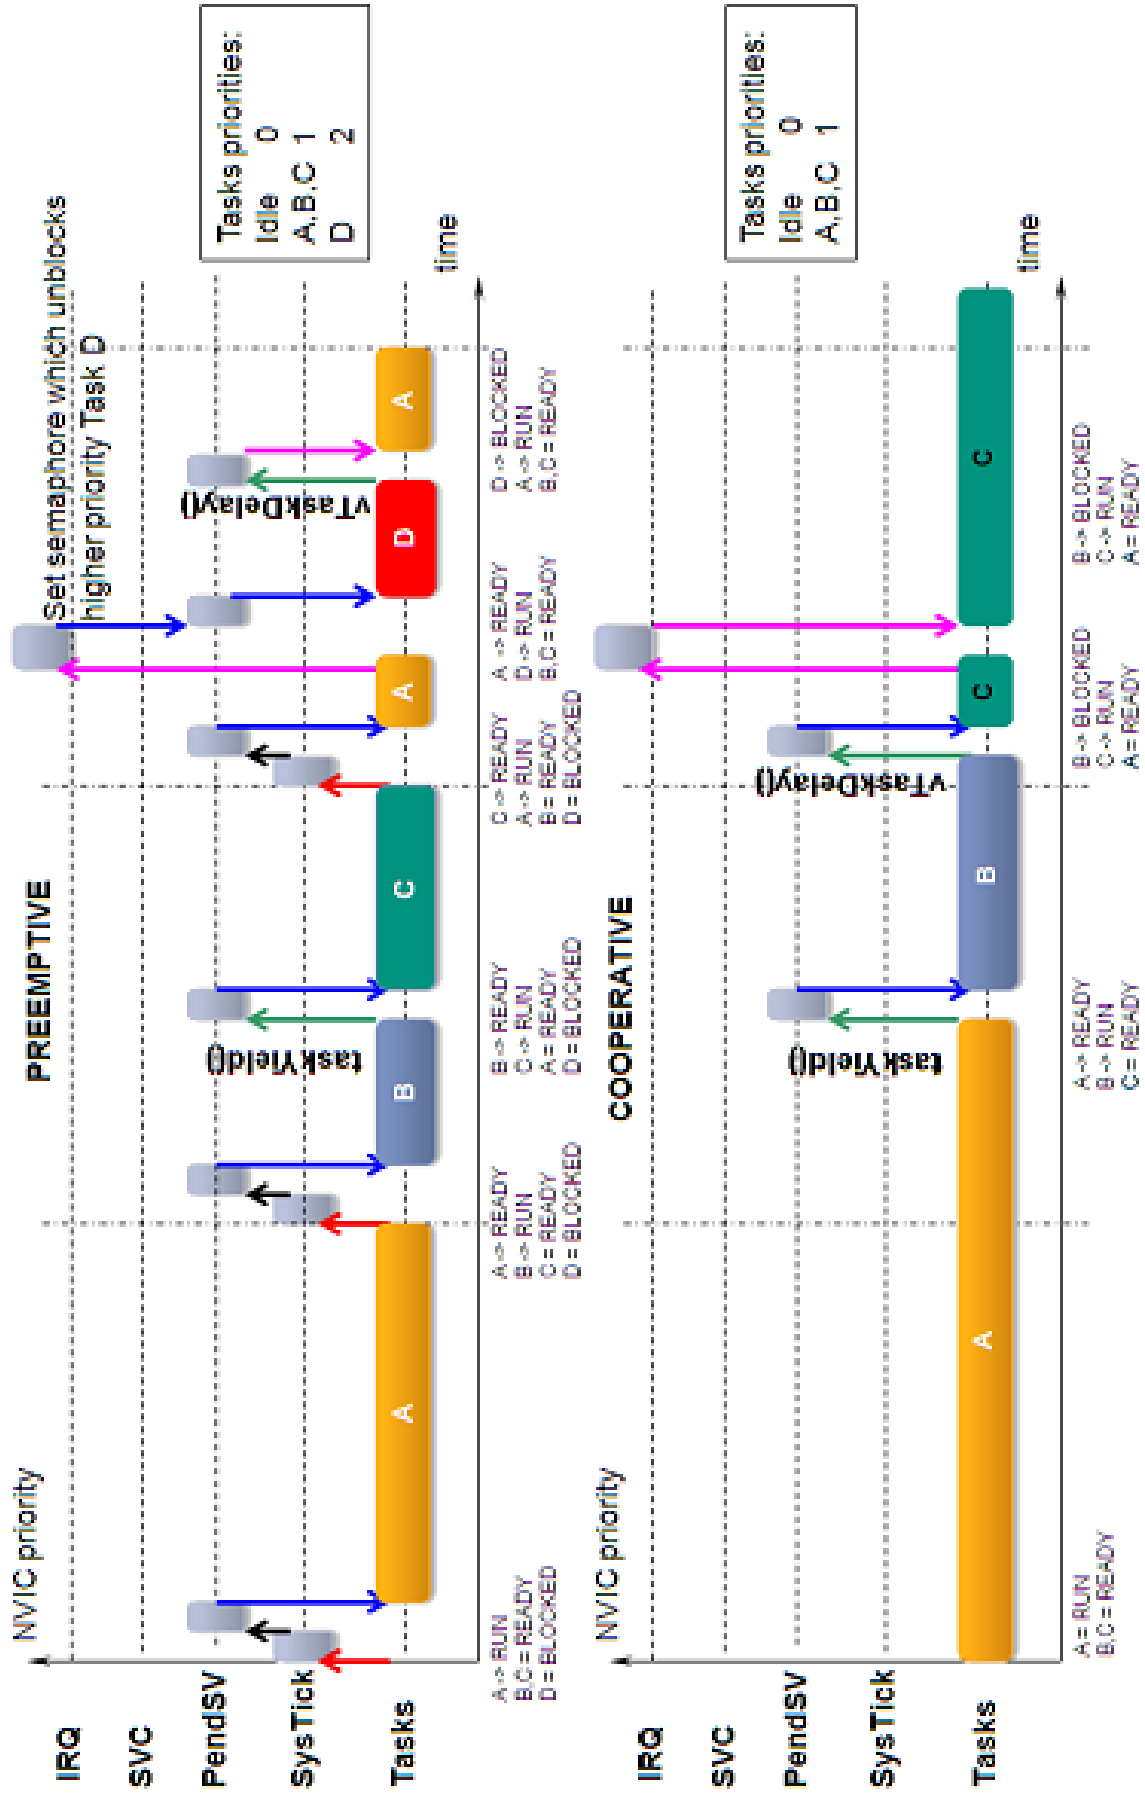 PREEMPTIVE
NVIC priority
Set semaphore which unblocks
higher priority Task D
IRQ
SVC
PendSV
SysTick
Tasks
taskYield()
vTaskDelay()
A
B
C
A
D
A
time
Tasks priorities:
Idle 0
A,B,C 1
D 2
A -> RUN
B,C = READY
D = BLOCKED
A -> READY
B -> RUN
C = READY
D = BLOCKED
B -> READY
C -> RUN
A = READY
D = BLOCKED
C -> READY
A -> RUN
B = READY
D = BLOCKED
A -> READY
D -> RUN
B,C = READY
D -> BLOCKED
A -> RUN
B,C = READY
COOPERATIVE
NVIC priority
IRQ
SVC
PendSV
SysTick
Tasks
taskYield()
vTaskDelay()
A
B
C
C
time
Tasks priorities:
Idle 0
A,B,C 1
A = RUN
B,C = READY
A -> READY
B -> RUN
C = READY
B -> BLOCKED
C -> RUN
A = READY
B -> BLOCKED
C -> RUN
A = READY